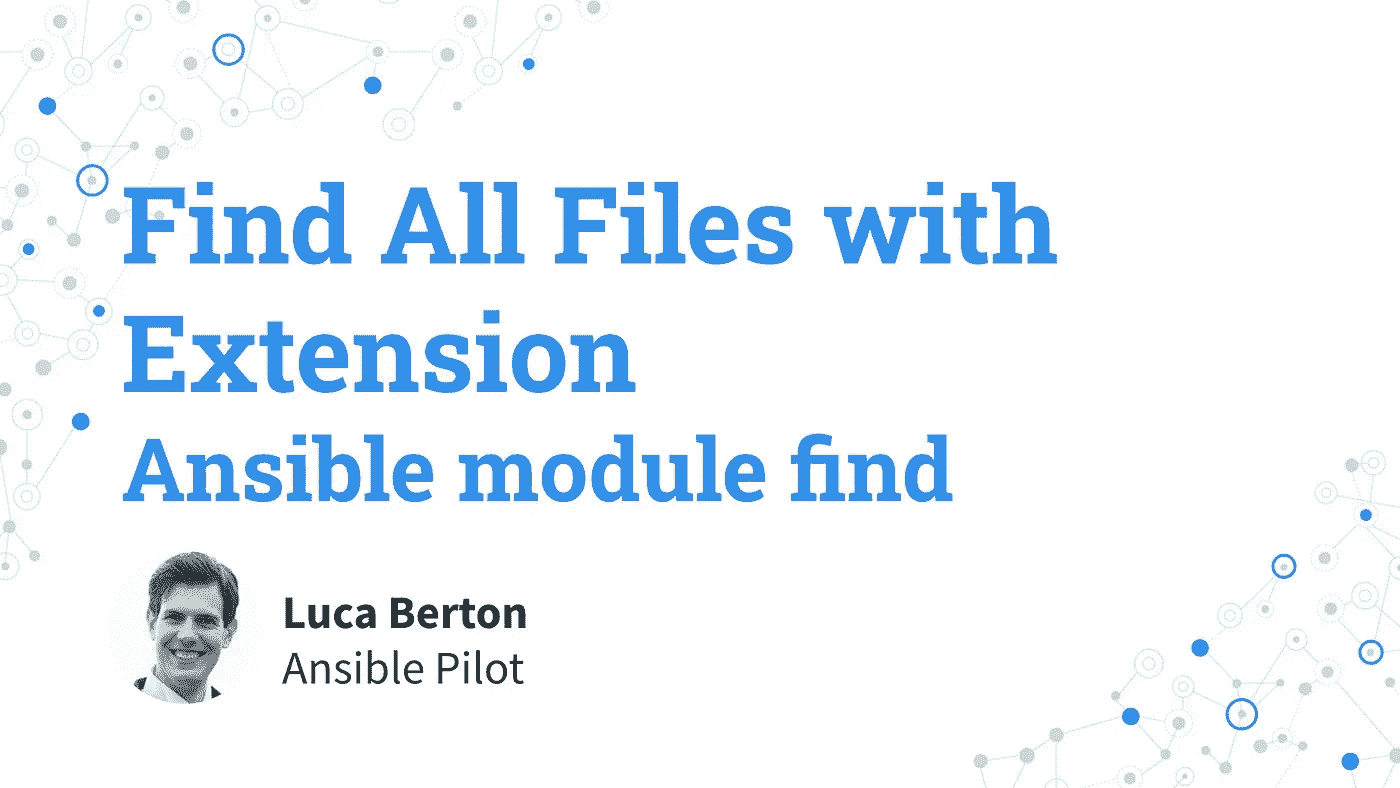 Find All Files with
Extension
Ansible module find
Luca Berton
Ansible Pilot